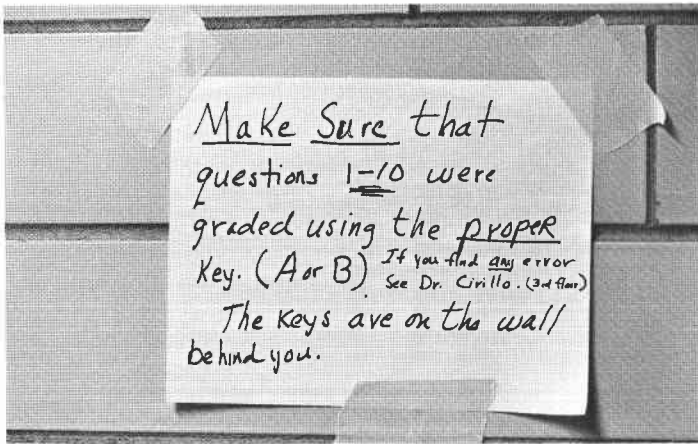 Make Sure that
questions 1-10 were
graded using the proper
Key. (A or B) If you find any error
See Dr. Cirillo. (3rd floor)
The Keys are on the wall
behind you.